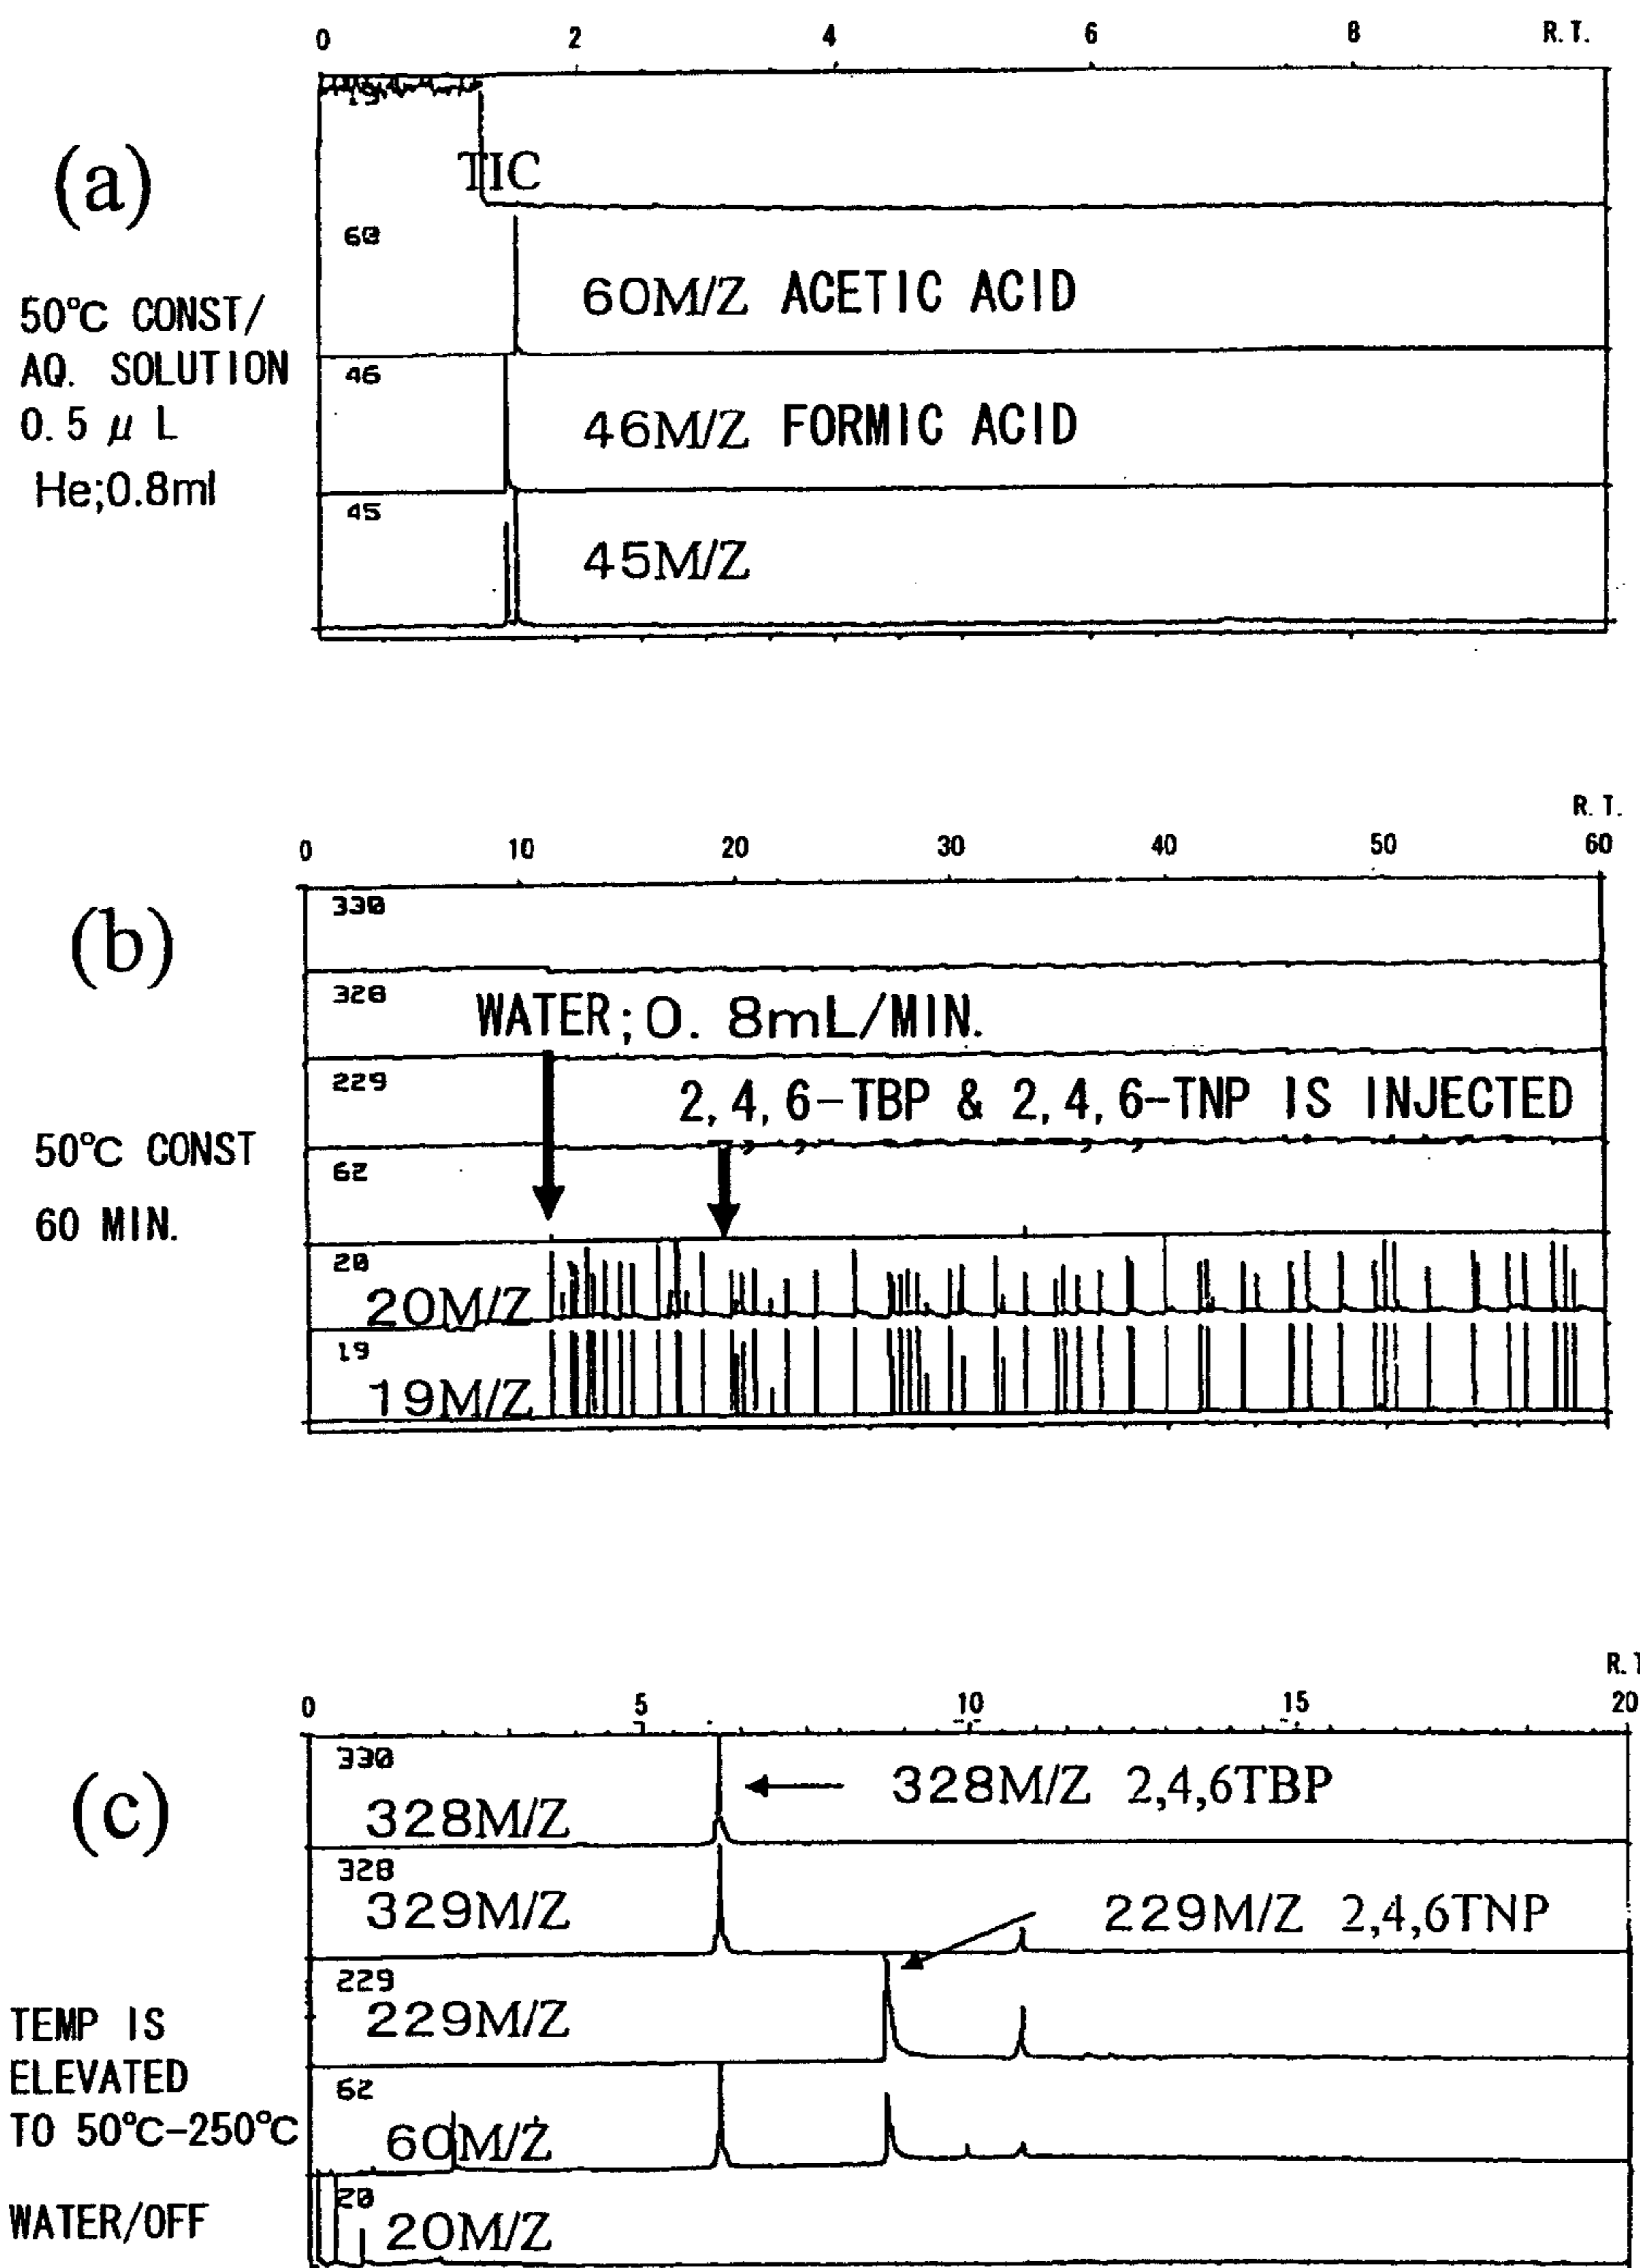 0 2 4 6 8 R.T.
(a)
19
TIC
60
60M/Z ACETIC ACID
50°C CONST/
AQ. SOLUTION
0.5 μ L
He;0.8ml
46
46M/Z FORMIC ACID
45
45M/Z
R.T.
0 10 20 30 40 50 60
(b)
330
328
WATER;0.8mL/MIN.
229
2,4,6-TBP & 2,4,6-TNP IS INJECTED
50°C CONST
60 MIN.
62
20
20M/Z
19
19M/Z
0 5 10 15 20
(c)
330
328M/Z
328M/Z 2,4,6TBP
328
329M/Z
229M/Z 2,4,6TNP
229
229M/Z
TEMP IS
ELEVATED
TO 50°C-250°C
62
60M/Z
WATER/OFF
20
20M/Z